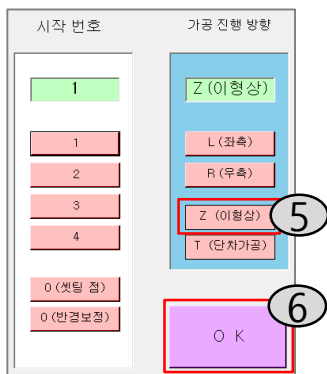 시작 번호
가공 진행 방향
1
Z (이형상)
1
L (좌측)
2
R (우측)
3
Z (이형상)
5
4
T (단차가공)
0 (셋팅 점)
0 (반경보정)
6
O K